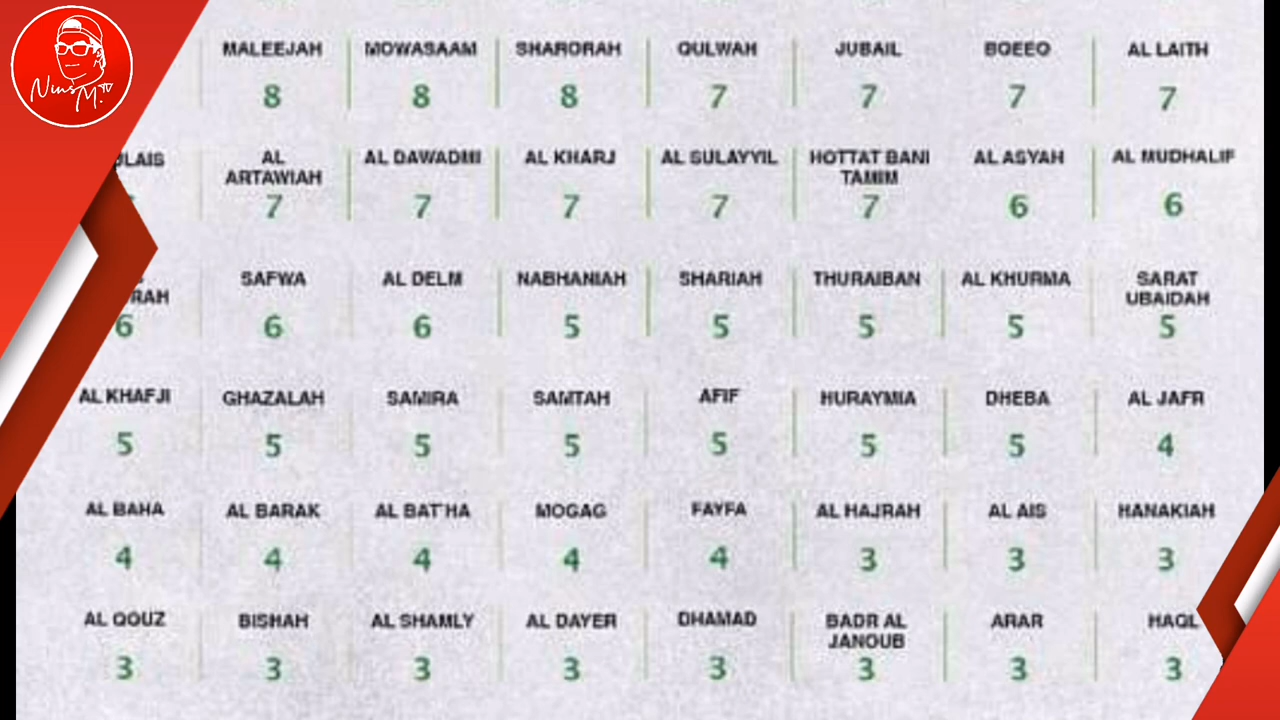 Nins M. TV
MALEEJAH MOWASAAM SHARORAH QULWAH JUBAIL BQEEQ AL LAITH
8 8 8 7 7 7 7
AL AL DAWADMI AL KHARJ AL SULAYYIL HOTTAT BANI AL ASYAH AL MUDHALIF
ARTAWIAH TAMIM
7 7 7 7 7 6 6
SAFWA AL DELM NABHANIAH SHARIAH THURAIBAN AL KHURMA SARAT
UBAIDAH
6 6 6 5 5 5 5 5
AL KHAFJI GHAZALAH SAMIRA SAMTAH AFIF HURAYMIA DHEBA AL JAFR
5 5 5 5 5 5 5 4
AL BAHA AL BARAK AL BAT'HA MOGAG FAYFA AL HAJRAH AL AIS HANAKIAH
4 4 4 4 4 3 3 3
AL QOUZ BISHAH AL SHAMLY AL DAYER DHAMAD BADR AL ARAR HAQL
JANOUB
3 3 3 3 3 3 3 3